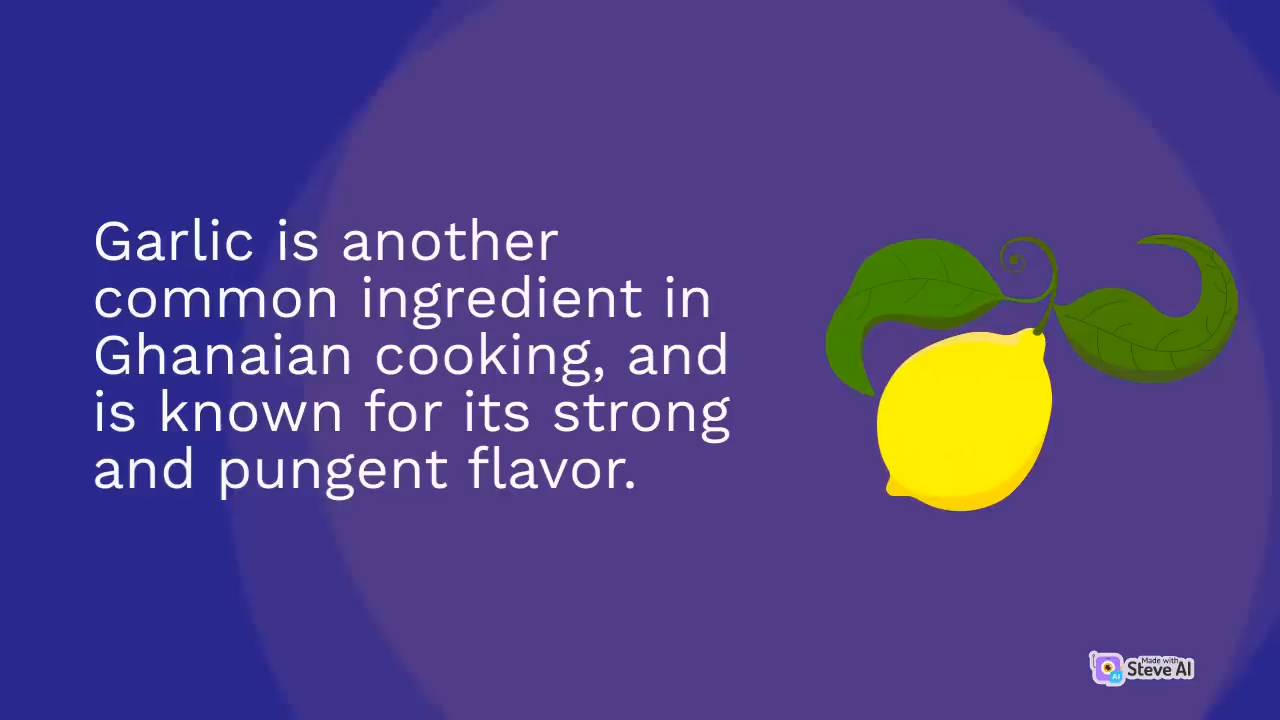 Garlic is another
common ingredient in
Ghanaian cooking, and
is known for its strong
and pungent flavor.
Made with
Steve AI
AI